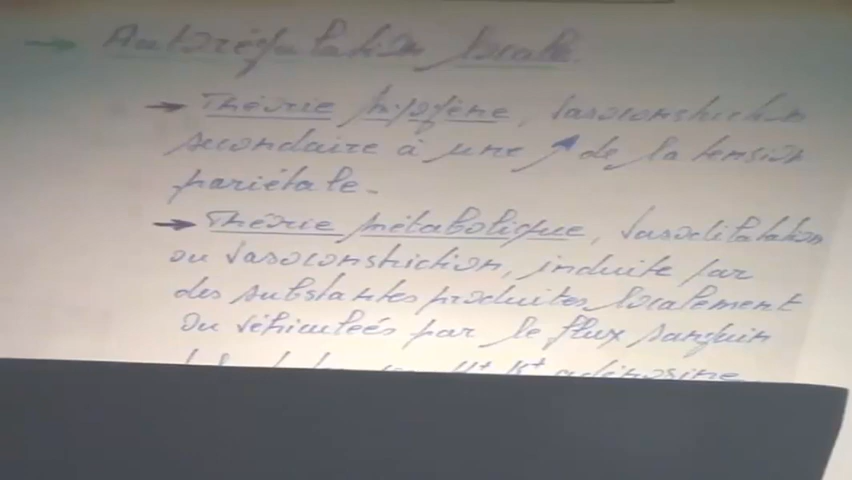 → Autorégulation locale.
→ Théorie myogène, vasoconstriction
secondaire à une ↗ de la tension
pariétale.
→ Théorie métabolique, vasodilatation
ou vasoconstriction, induite par
des substances produites localement
ou véhiculées par le flux sanguin
H+ K+ adénosine